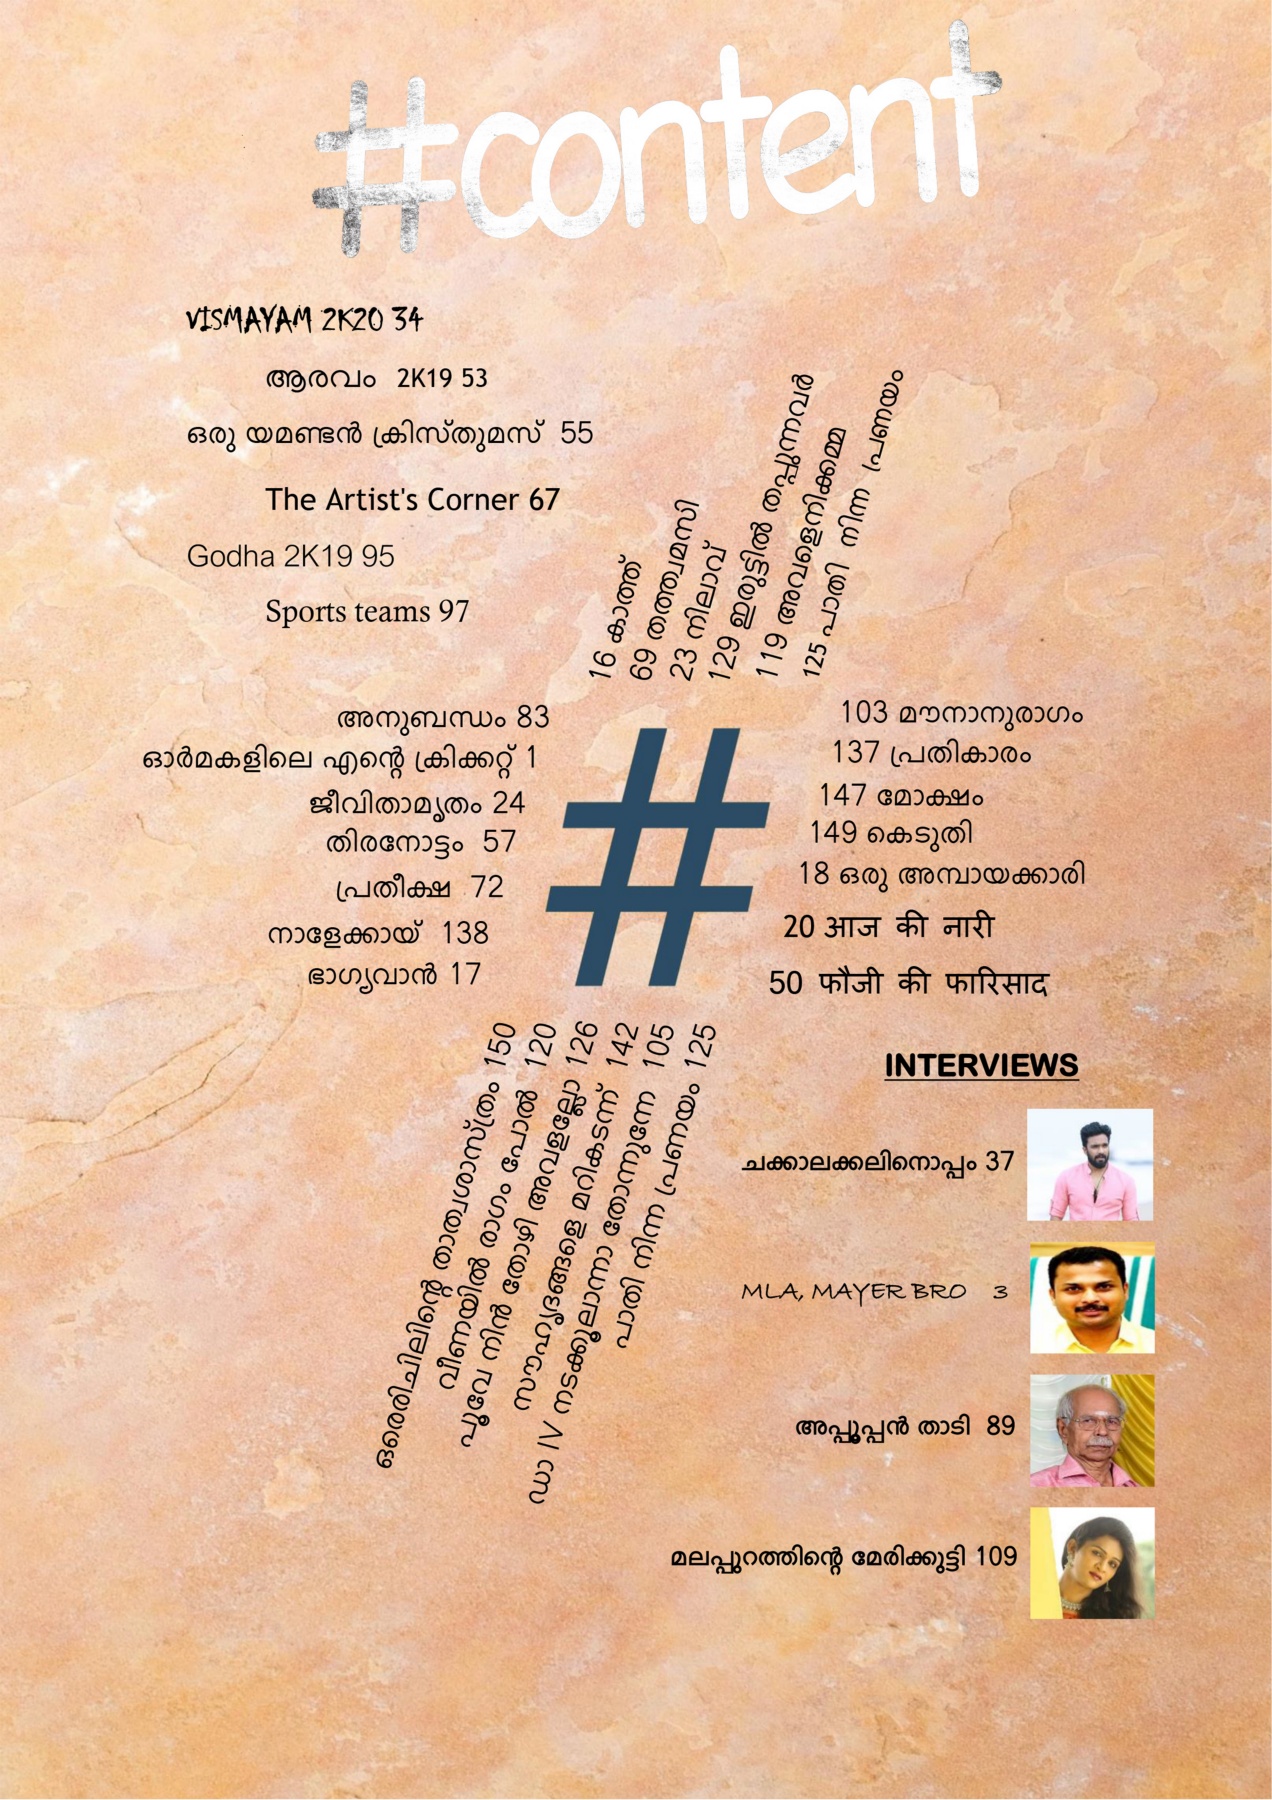 #content
VISMAYAM 2K20 34
ആരവം 2K19 53
ഒരു യമണ്ടൻ ക്രിസ്തുമസ് 55
The Artist's Corner 67
Godha 2K19 95
Sports teams 97
16 കാത്ത്
69 തത്ത്വമസി
23 നിലാവ്
129 ഇരുട്ടിൽ തപ്പുന്നവർ
119 അവളെനിക്കമ്മ
125 പാതി നിന്ന പ്രണയം
അനുബന്ധം 83
ഓർമകളിലെ എന്റെ ക്രിക്കറ്റ് 1
ജീവിതാമൃതം 24
തിരനോട്ടം 57
പ്രതീക്ഷ 72
നാളേക്കായ് 138
ഭാഗ്യവാൻ 17
#
103 മൗനാനുരാഗം
137 പ്രതികാരം
147 മോക്ഷം
149 കെടുതി
18 ഒരു അമ്പായക്കാരി
20 आज की नारी
50 फौजी की फारिसाद
ഒരെരിചിലിന്റെ താത്വശാസ്ത്രം 150
വീണയിൽ രാഗം പോൽ 120
പൂവേ നിൻ തോഴി അവളല്ലോ 126
സൗഹൃദങ്ങളെ മറികടന്ന് 142
ഡാ IV നടക്കൂലാന്നാ തോന്നുന്നേ 105
പാതി നിന്ന പ്രണയം 125
INTERVIEWS
ചക്കാലക്കലിനൊപ്പം 37
MLA, MAYER BRO 3
അപ്പൂപ്പൻ താടി 89
മലപ്പുറത്തിന്റെ മേരിക്കുട്ടി 109